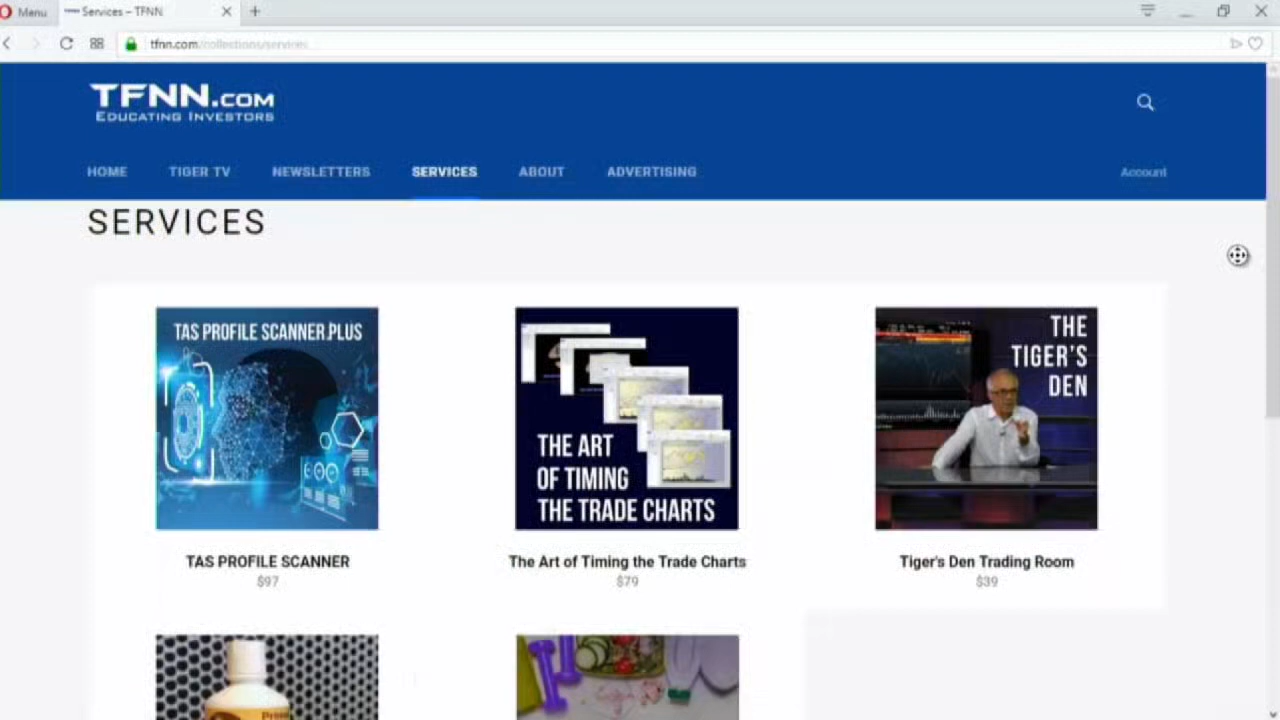 Menu
Services – TFNN
tfnn.com/collections/services
TFNN.COM
EDUCATING INVESTORS
HOME
TIGER TV
NEWSLETTERS
SERVICES
ABOUT
ADVERTISING
Account
SERVICES
TAS PROFILE SCANNER PLUS
THE ART
OF TIMING
THE TRADE CHARTS
THE
TIGER'S
DEN
TAS PROFILE SCANNER
$97
The Art of Timing the Trade Charts
$79
Tiger's Den Trading Room
$39